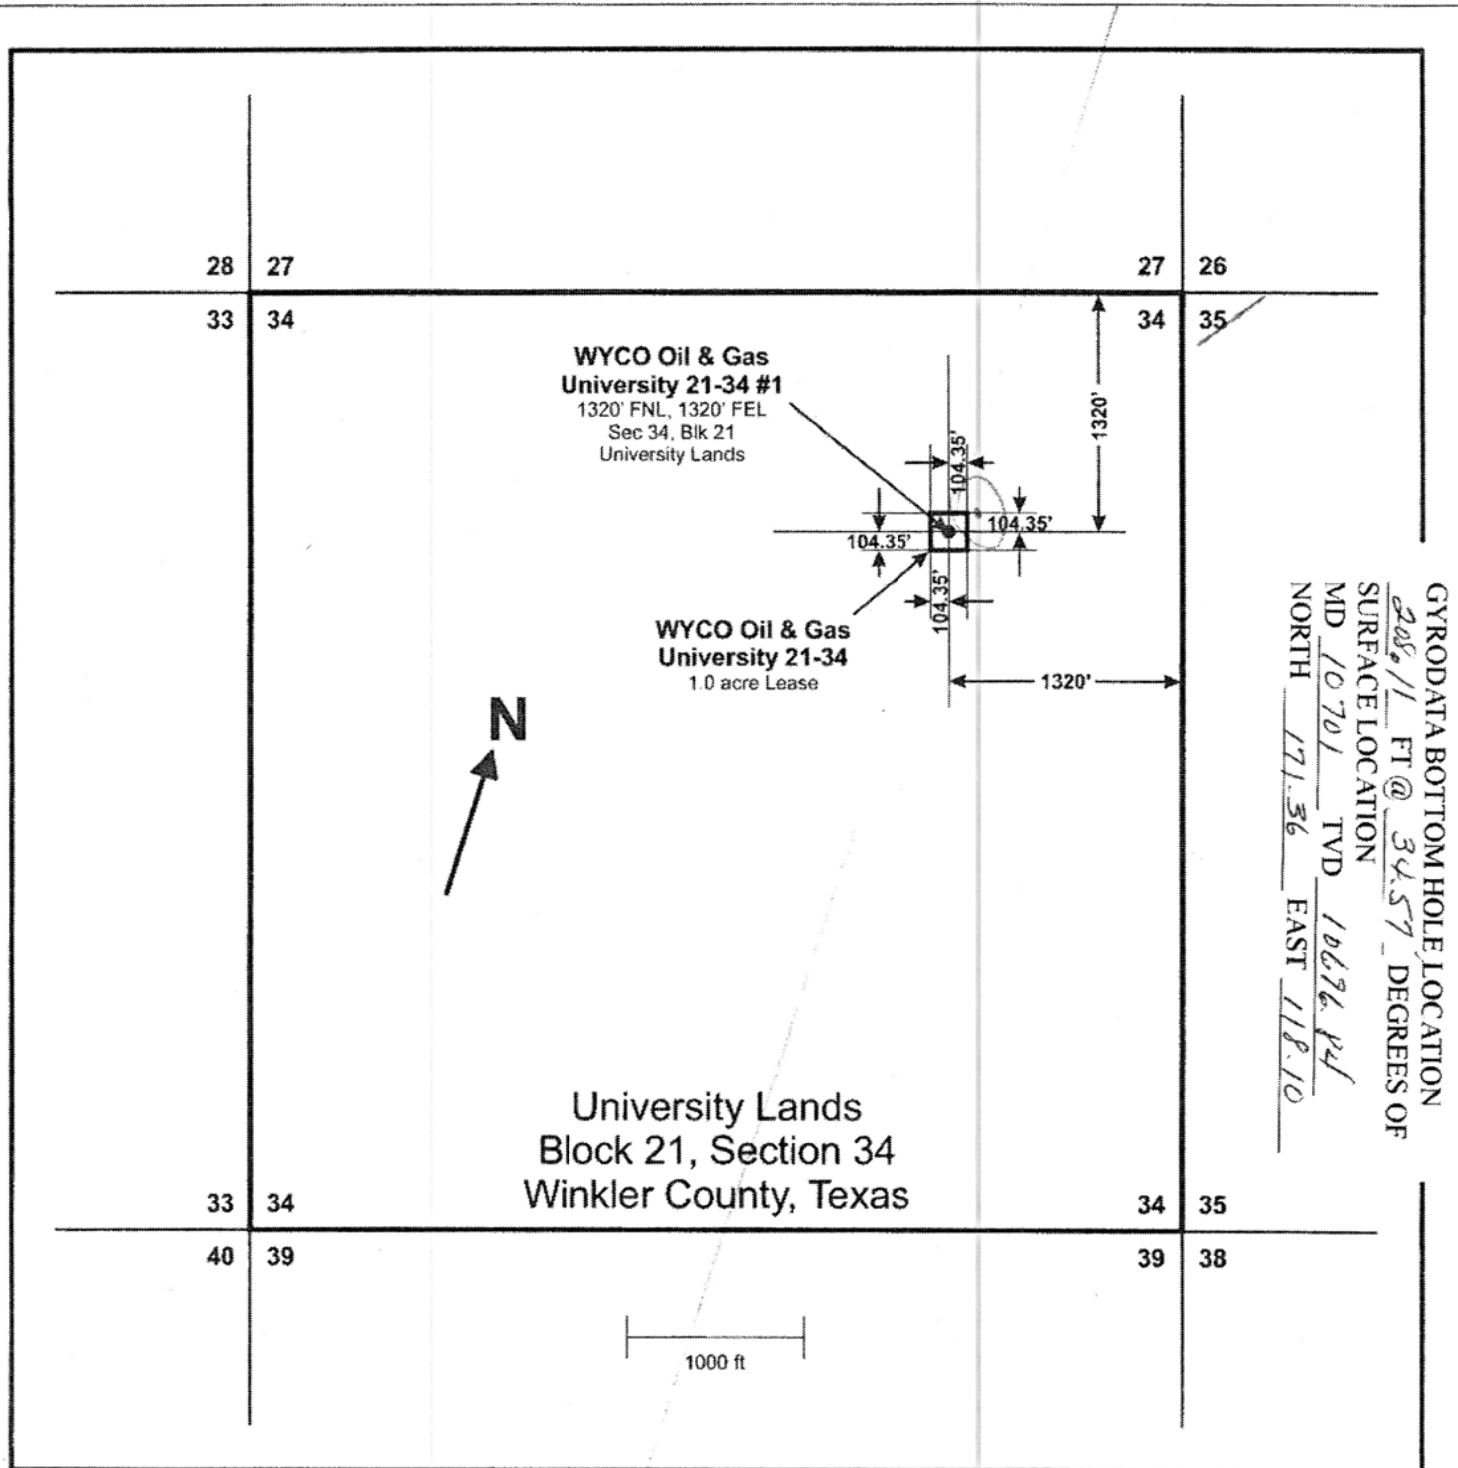 28 27
27 26
33 34
34 35
WYCO Oil & Gas
University 21-34 #1
1320' FNL, 1320' FEL
Sec 34, Blk 21
University Lands
1320'
104.35'
104.35'
104.35'
104.35'
WYCO Oil & Gas
University 21-34
1.0 acre Lease
1320'
N
GYRODATA BOTTOM HOLE LOCATION
208.11 FT @ 34.57 DEGREES OF
SURFACE LOCATION
MD 10701 TVD 10696.84
NORTH 171.36 EAST 118.10
University Lands
Block 21, Section 34
Winkler County, Texas
33 34
34 35
40 39
39 38
1000 ft